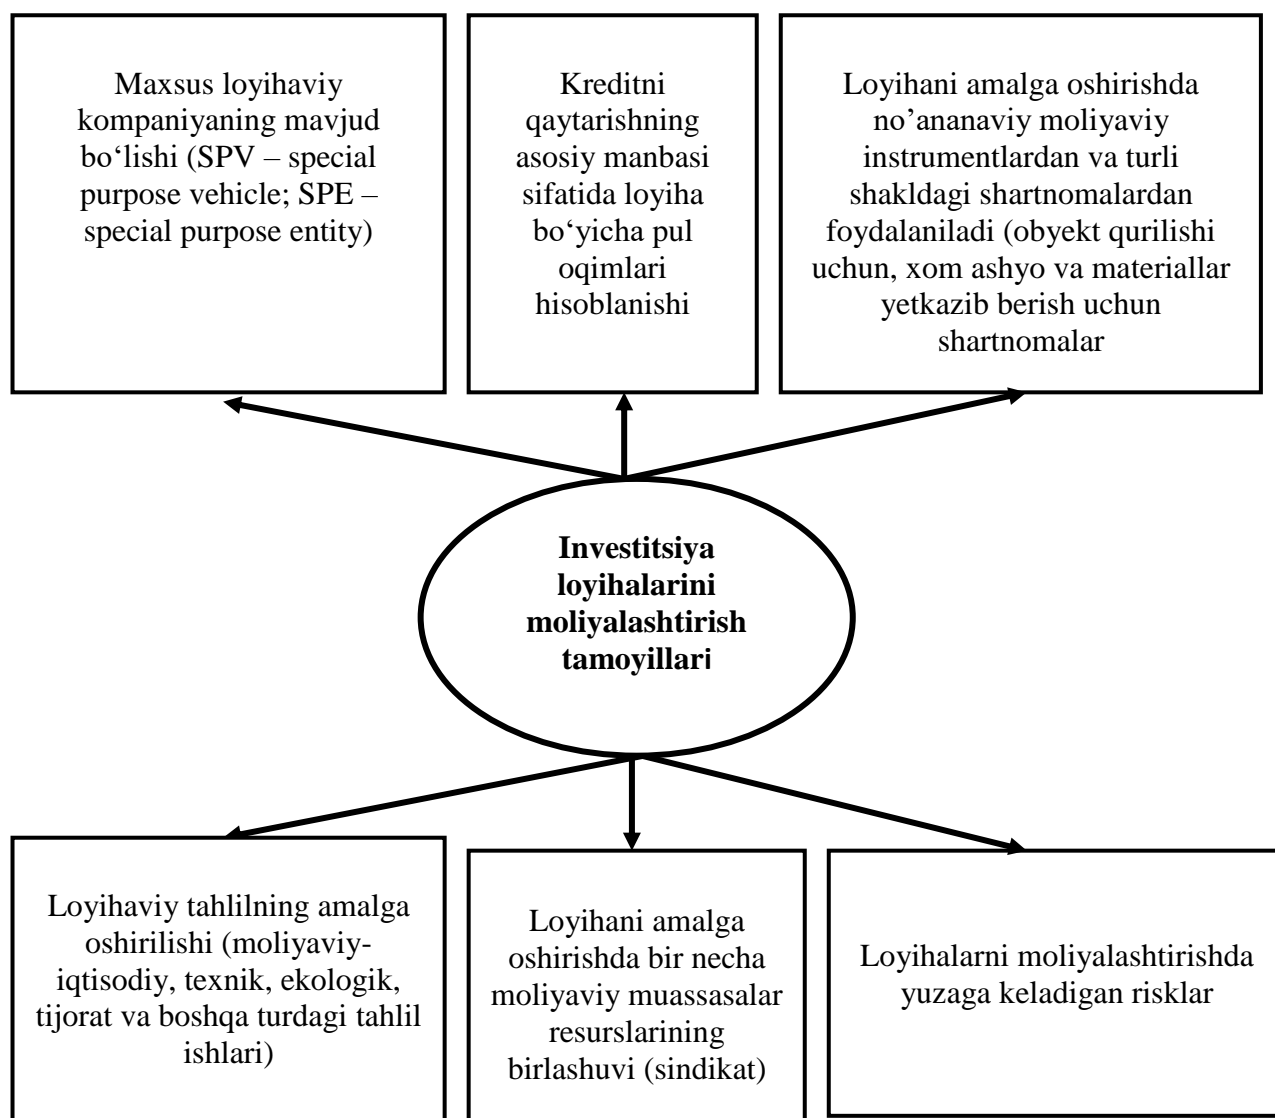 Maxsus loyihaviy
kompaniyaning mavjud
bo‘lishi (SPV – special
purpose vehicle; SPE –
special purpose entity)
Kreditni
qaytarishning
asosiy manbasi
sifatida loyiha
bo‘yicha pul
oqimlari
hisoblanishi
Loyihani amalga oshirishda
no’ananaviy moliyaviy
instrumentlardan va turli
shakldagi shartnomalardan
foydalaniladi (obyekt qurilishi
uchun, xom ashyo va materiallar
yetkazib berish uchun
shartnomalar
Investitsiya
loyihalarini
moliyalashtirish
tamoyillari
Loyihaviy tahlilning amalga
oshirilishi (moliyaviy-
iqtisodiy, texnik, ekologik,
tijorat va boshqa turdagi tahlil
ishlari)
Loyihani amalga
oshirishda bir necha
moliyaviy muassasalar
resurslarining
birlashuvi (sindikat)
Loyihalarni moliyalashtirishda
yuzaga keladigan risklar